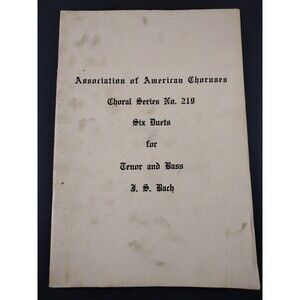 Association of American Choruses
Choral Series No. 219
Six Duets
for
Tenor and Bass
J. S. Bach